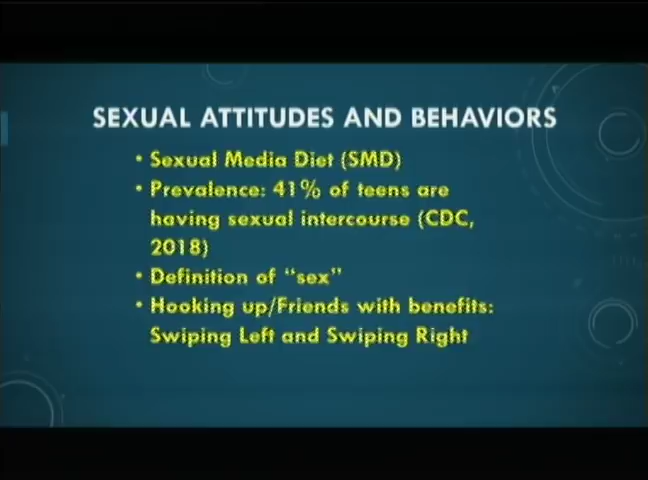 SEXUAL ATTITUDES AND BEHAVIORS
• Sexual Media Diet (SMD)
• Prevalence: 41% of teens are
having sexual intercourse (CDC,
2018)
• Definition of “sex”
• Hooking up/Friends with benefits:
Swiping Left and Swiping Right